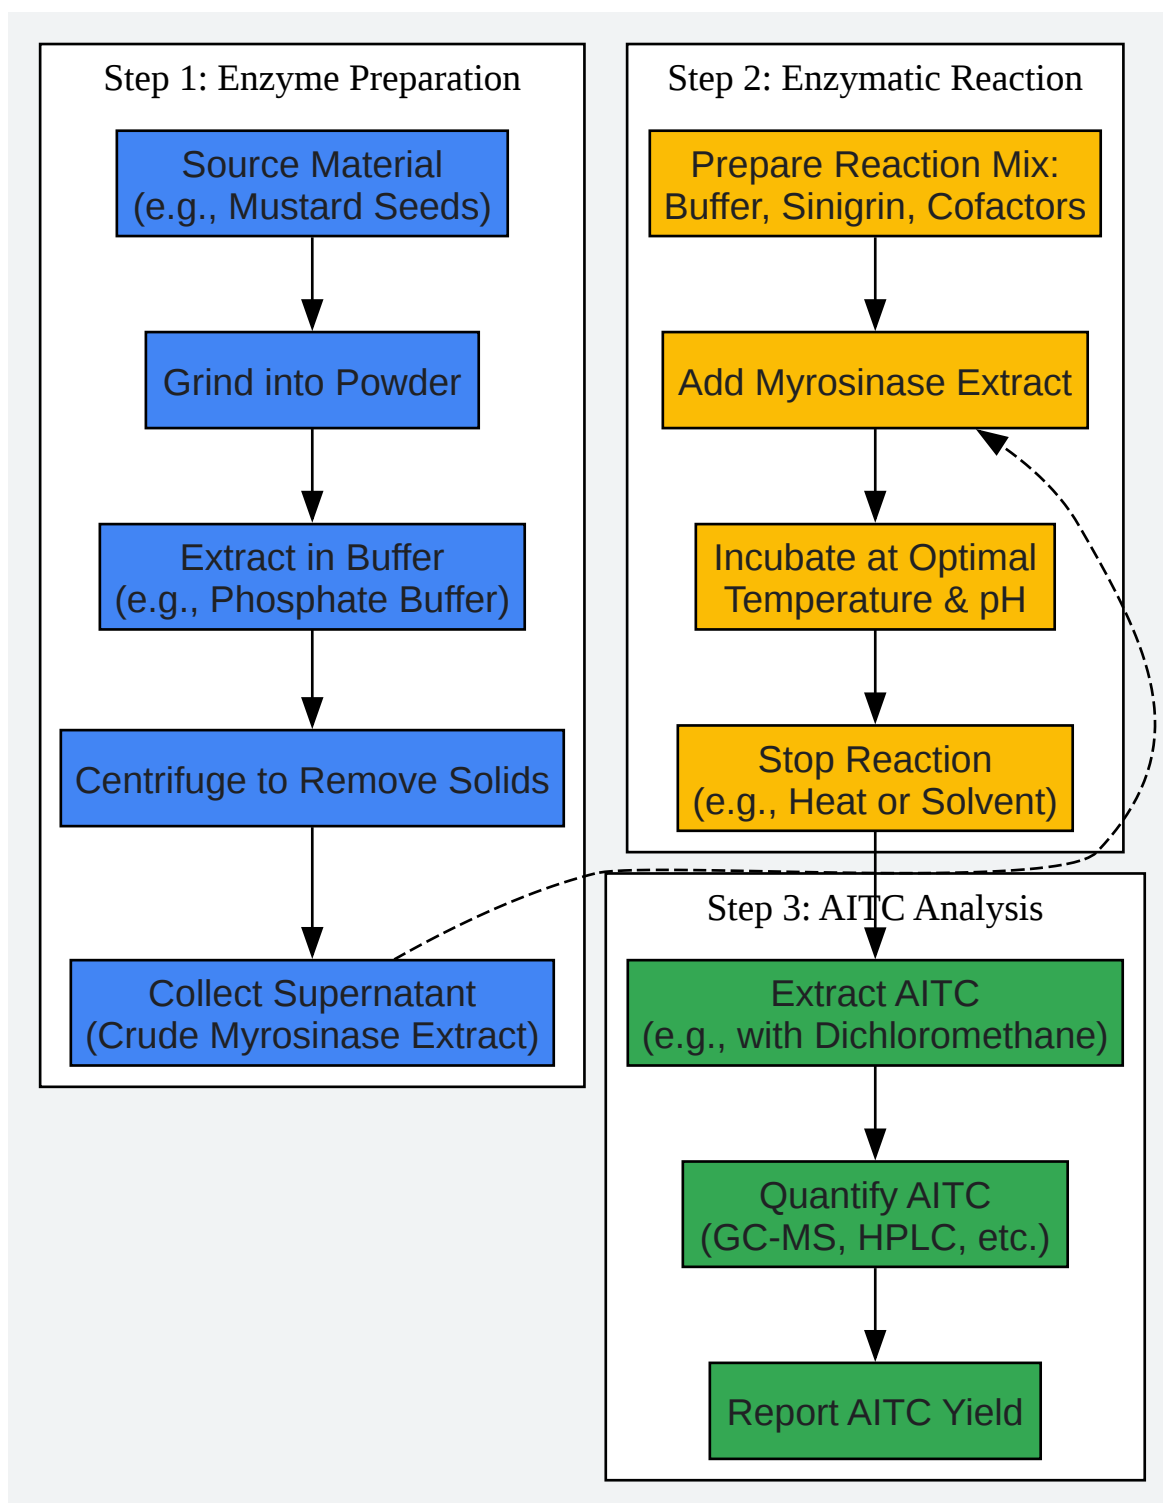 Step 1: Enzyme Preparation
Source Material
(e.g., Mustard Seeds)
Grind into Powder
Extract in Buffer
(e.g., Phosphate Buffer)
Centrifuge to Remove Solids
Collect Supernatant
(Crude Myrosinase Extract)
Step 2: Enzymatic Reaction
Prepare Reaction Mix:
Buffer, Sinigrin, Cofactors
Add Myrosinase Extract
Incubate at Optimal
Temperature & pH
Stop Reaction
(e.g., Heat or Solvent)
Step 3: AITC Analysis
Extract AITC
(e.g., with Dichloromethane)
Quantify AITC
(GC-MS, HPLC, etc.)
Report AITC Yield